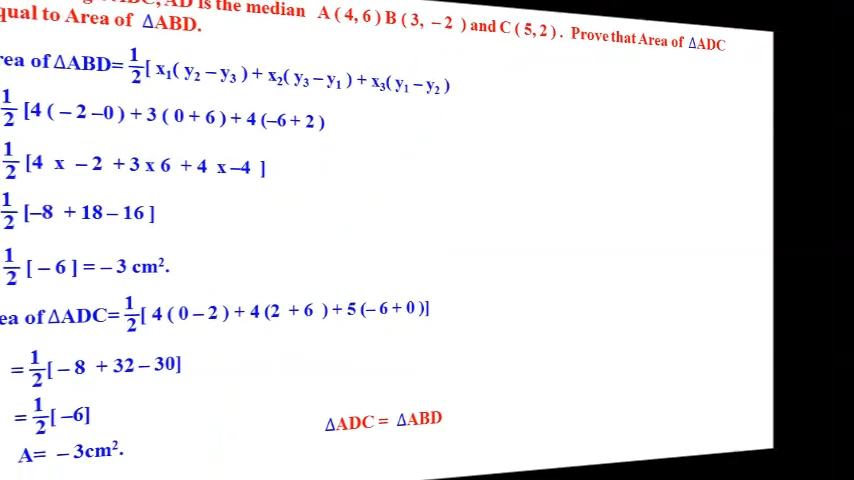 , AD is the median A ( 4, 6 ) B ( 3, – 2 ) and C ( 5, 2 ) . Prove that Area of ΔADC
qual to Area of ΔABD.
rea of ΔABD= 1/2 [ x₁( y₂ – y₃ ) + x₂( y₃ – y₁ ) + x₃( y₁ – y₂ )
1/2 [4 ( – 2 –0 ) + 3 ( 0 + 6 ) + 4 (–6 + 2 )
1/2 [4 x – 2 + 3 x 6 + 4 x –4 ]
1/2 [–8 + 18 – 16 ]
1/2 [ – 6 ] = – 3 cm².
ea of ΔADC= 1/2 [ 4 ( 0 – 2 ) + 4 (2 + 6 ) + 5 (– 6 + 0 )]
= 1/2 [ – 8 + 32 – 30]
= 1/2 [ –6]
ΔADC = ΔABD
A= – 3cm².